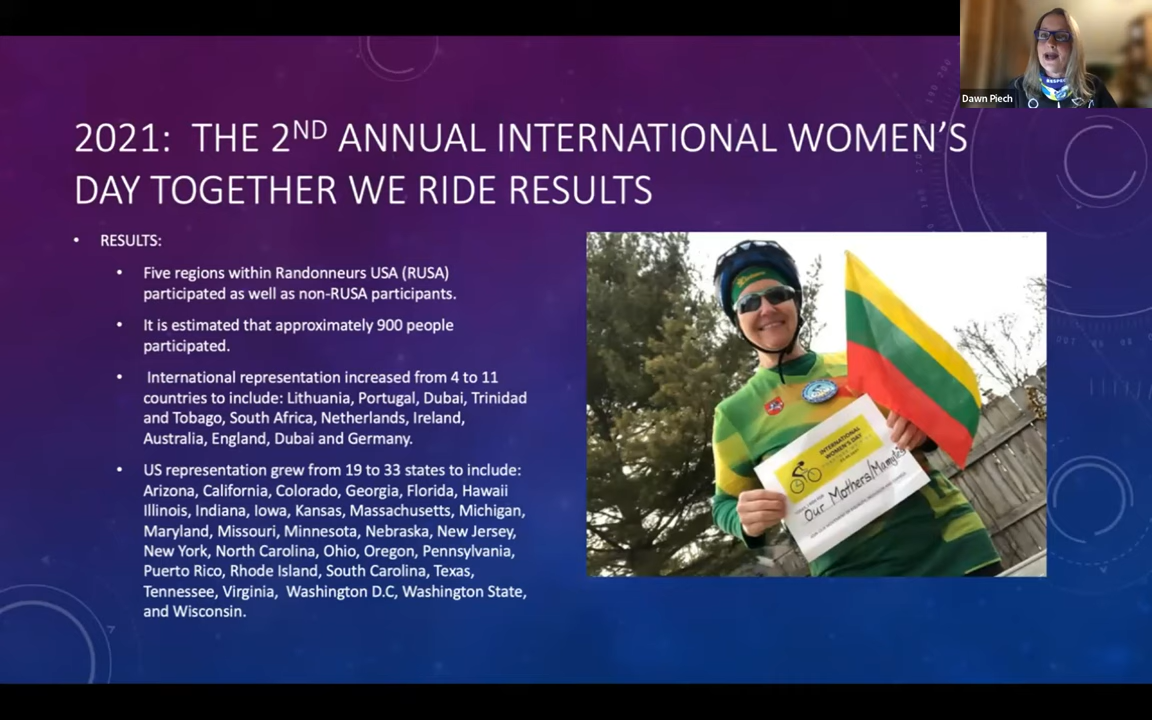 Dawn Piech
2021:  THE 2ND ANNUAL INTERNATIONAL WOMEN'S
DAY TOGETHER WE RIDE RESULTS
• RESULTS:
• Five regions within Randonneurs USA (RUSA)
participated as well as non-RUSA participants.
• It is estimated that approximately 900 people
participated.
• International representation increased from 4 to 11
countries to include: Lithuania, Portugal, Dubai, Trinidad
and Tobago, South Africa, Netherlands, Ireland,
Australia, England, Dubai and Germany.
• US representation grew from 19 to 33 states to include:
Arizona, California, Colorado, Georgia, Florida, Hawaii
Illinois, Indiana, Iowa, Kansas, Massachusetts, Michigan,
Maryland, Missouri, Minnesota, Nebraska, New Jersey,
New York, North Carolina, Ohio, Oregon, Pennsylvania,
Puerto Rico, Rhode Island, South Carolina, Texas,
Tennessee, Virginia,  Washington D.C, Washington State,
and Wisconsin.
INTERNATIONAL
WOMEN'S DAY
Our Mothers/Mamytės